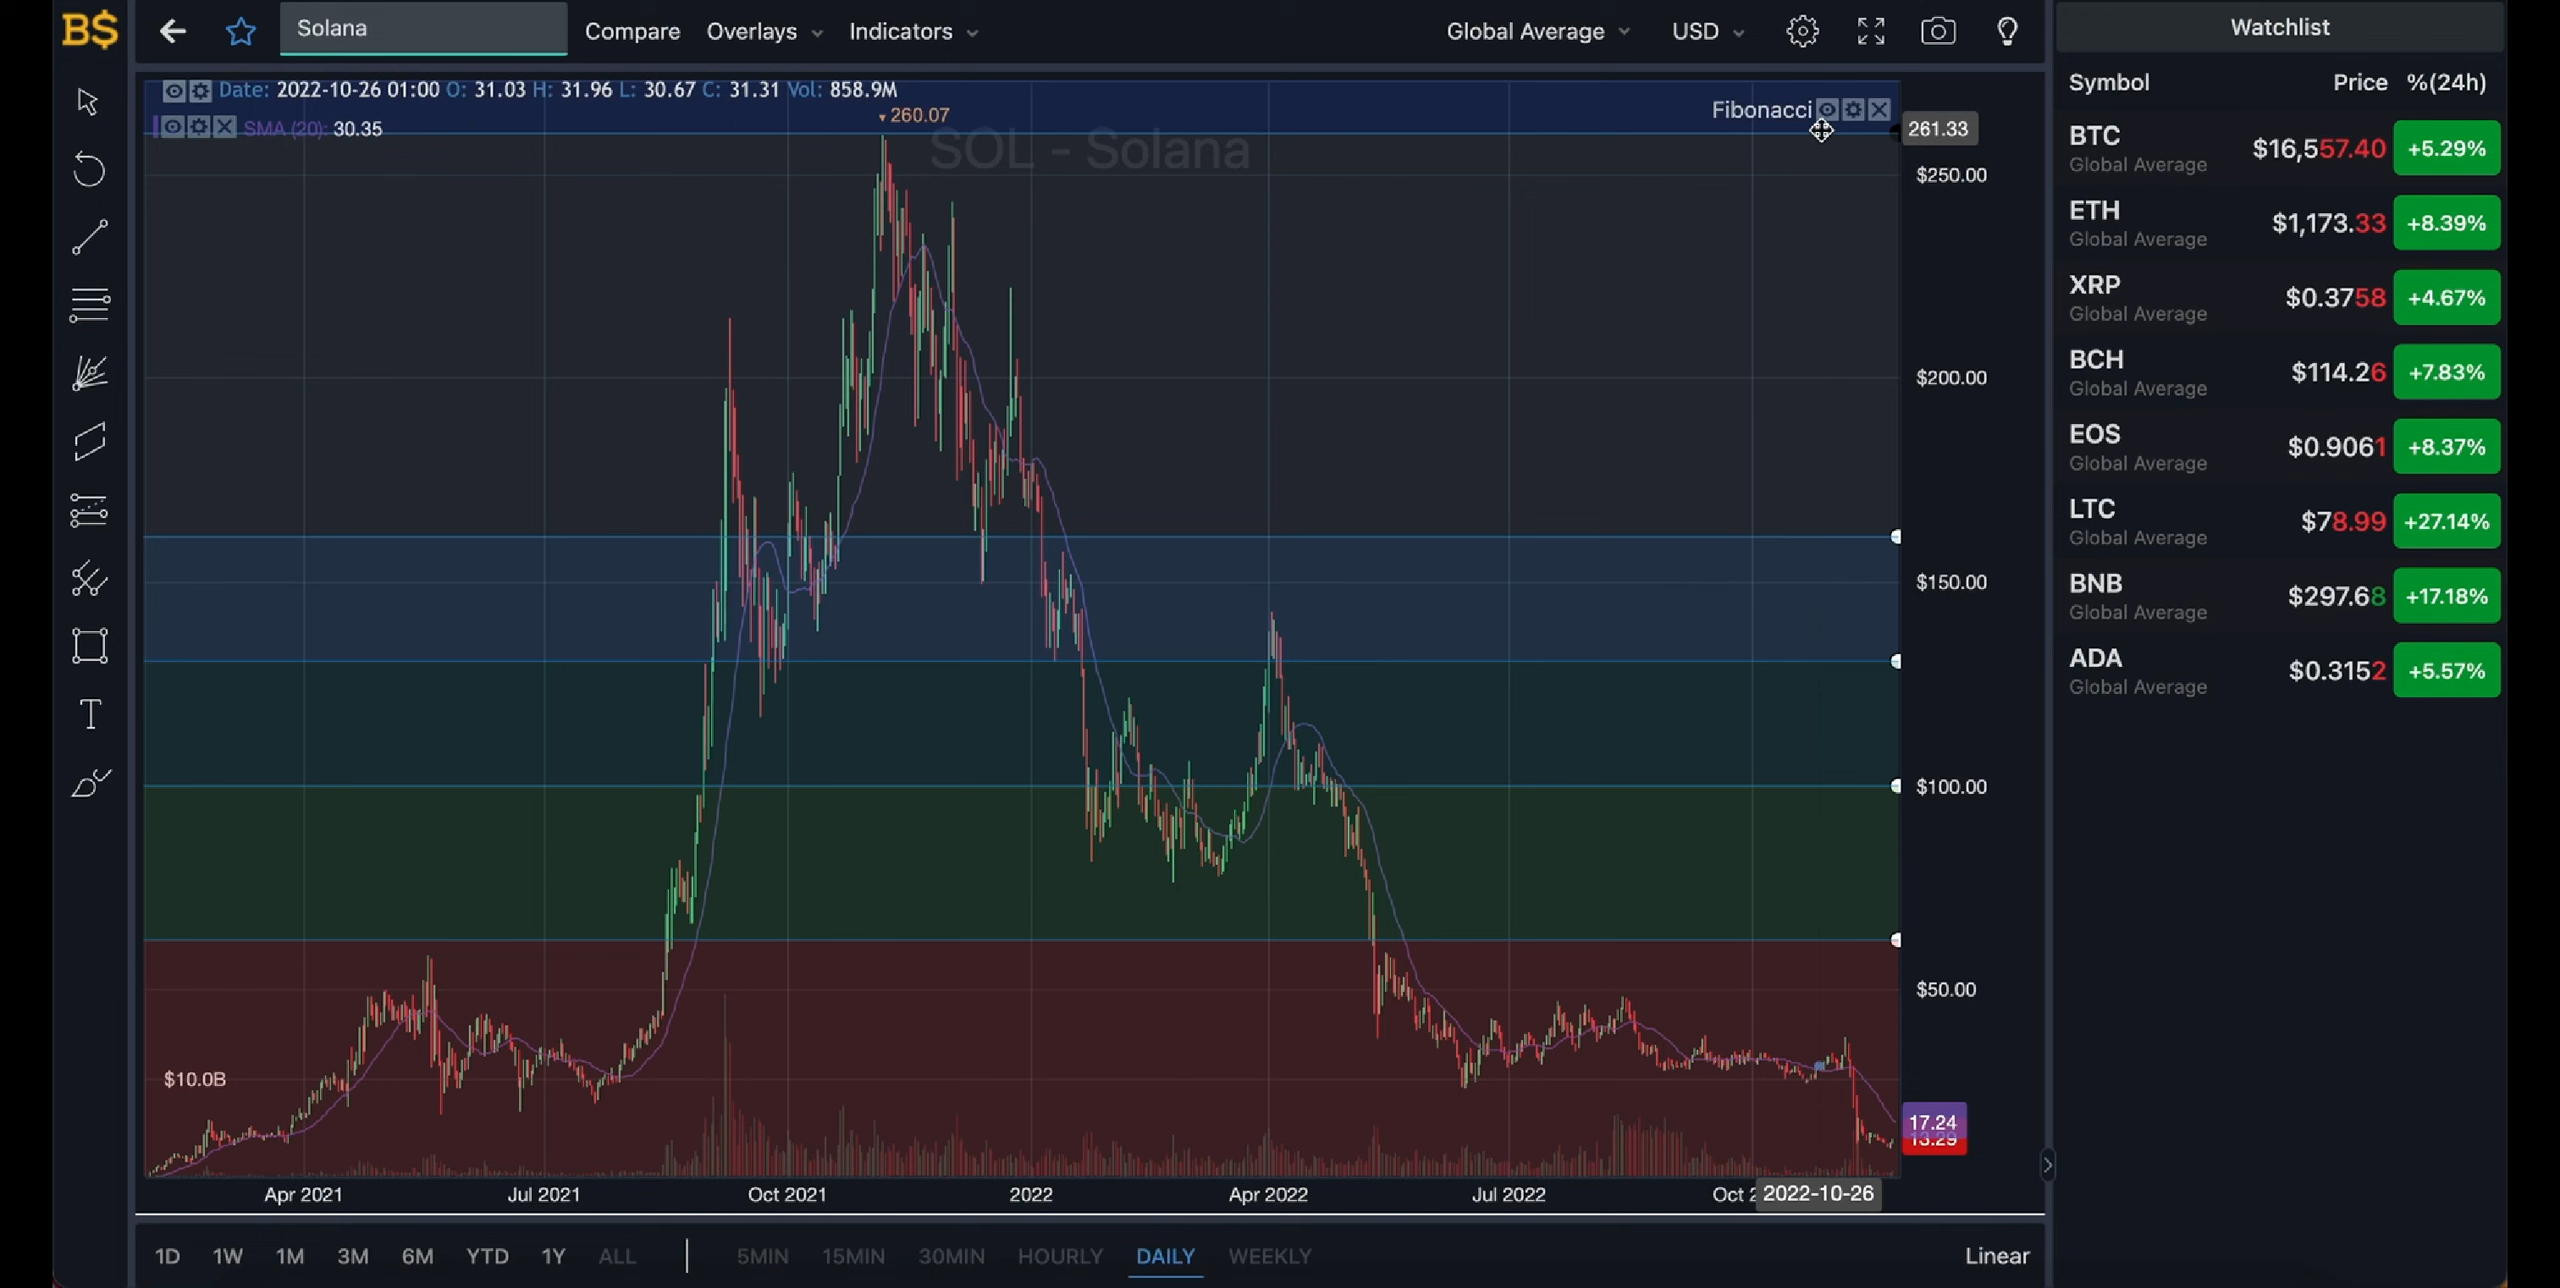 B$
Solana
Compare Overlays Indicators
Global Average USD
Date: 2022-10-26 01:00 O: 31.03 H: 31.96 L: 30.67 C: 31.31 Vol: 858.9M
SMA (20): 30.35
260.07
SOL - Solana
Fibonacci
261.33
$250.00
$200.00
$150.00
$100.00
$50.00
$10.0B
17.24
13.29
Apr 2021 Jul 2021 Oct 2021 2022 Apr 2022 Jul 2022 Oct 2022-10-26
1D 1W 1M 3M 6M YTD 1Y ALL 5MIN 15MIN 30MIN HOURLY DAILY WEEKLY Linear
Watchlist
Symbol Price %(24h)
BTC $16,557.40 +5.29%
Global Average
ETH $1,173.33 +8.39%
Global Average
XRP $0.3758 +4.67%
Global Average
BCH $114.26 +7.83%
Global Average
EOS $0.9061 +8.37%
Global Average
LTC $78.99 +27.14%
Global Average
BNB $297.68 +17.18%
Global Average
ADA $0.3152 +5.57%
Global Average